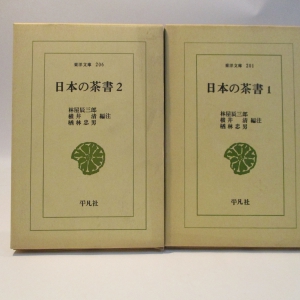 東洋文庫 206
日本の茶書 2
林屋辰三郎
横井 清 編注
楢林忠男
平凡社
東洋文庫 201
日本の茶書 1
林屋辰三郎
横井 清 編注
楢林忠男
平凡社